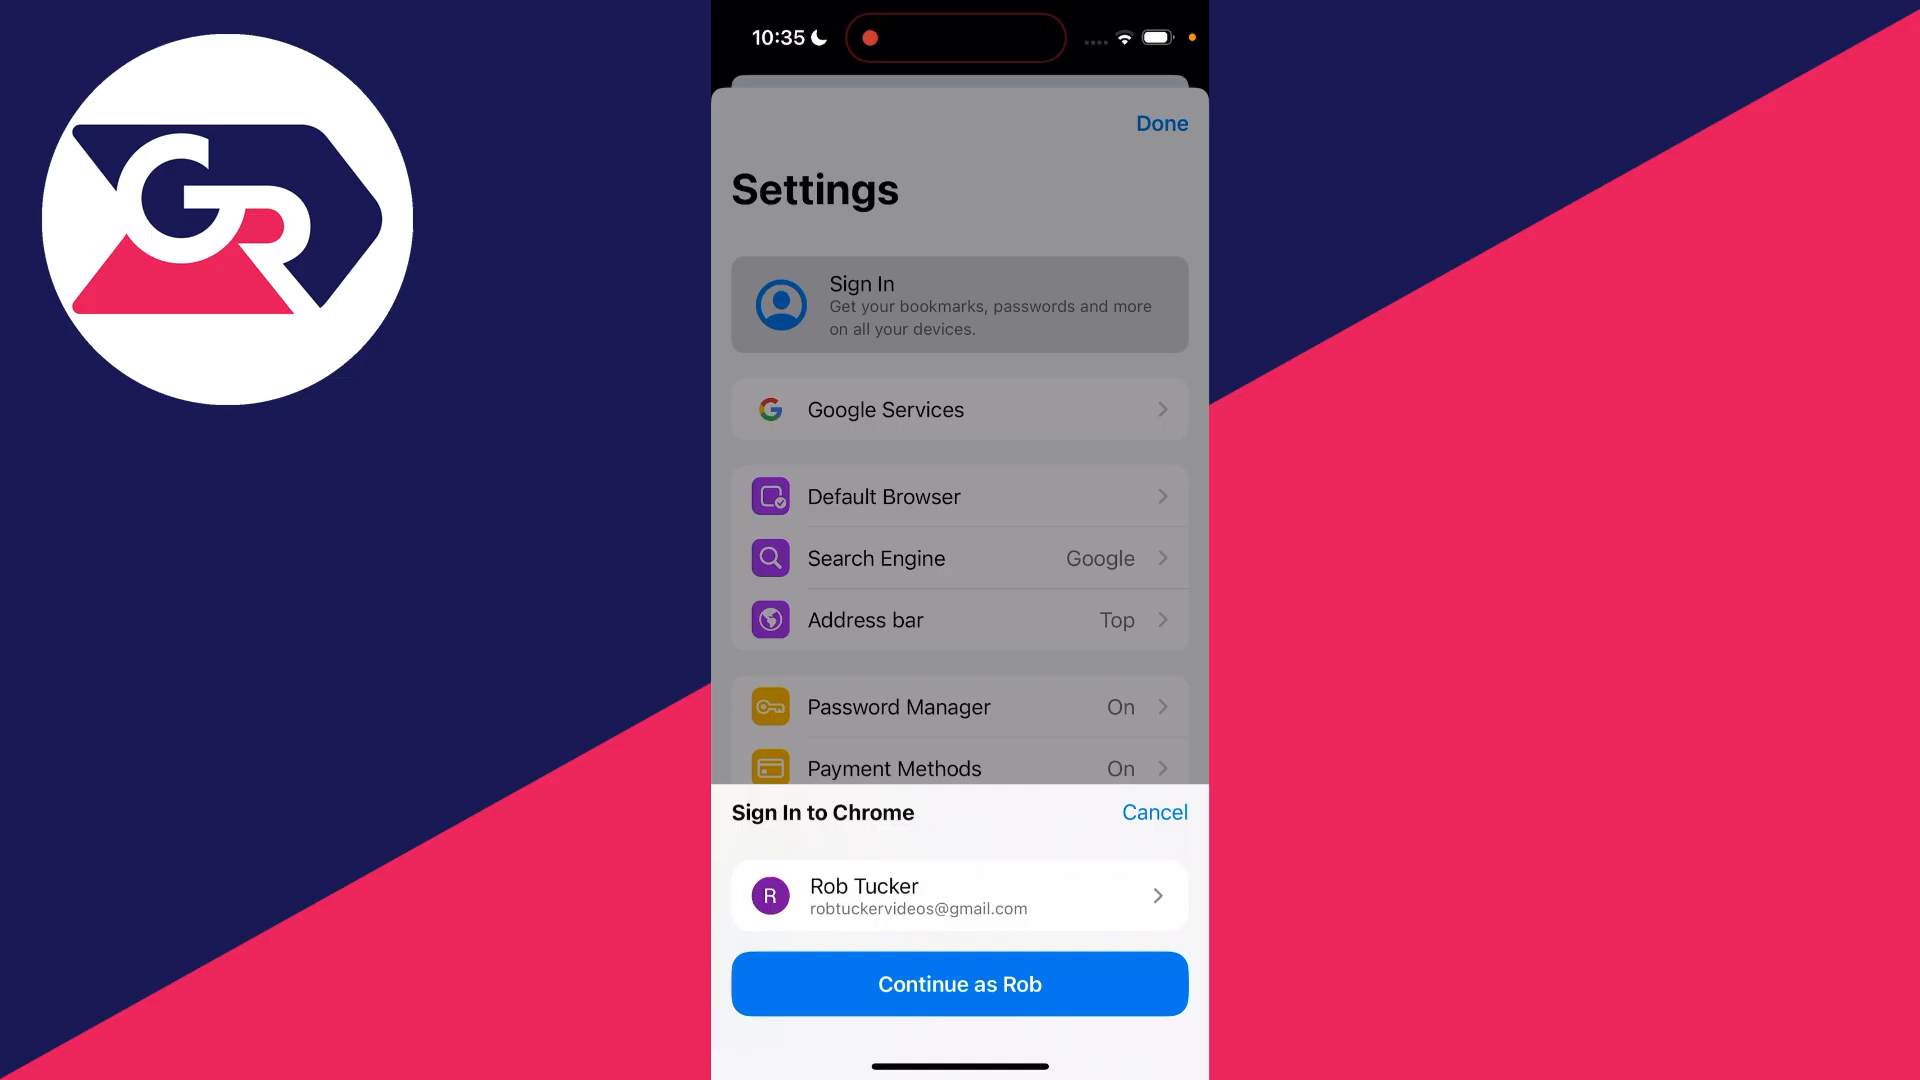 GR
10:35
Done
Settings
Sign In
Get your bookmarks, passwords and more
on all your devices.
Google Services
Default Browser
Search Engine Google
Address bar Top
Password Manager On
Payment Methods On
Sign In to Chrome Cancel
R
Rob Tucker
robtuckervideos@gmail.com
Continue as Rob